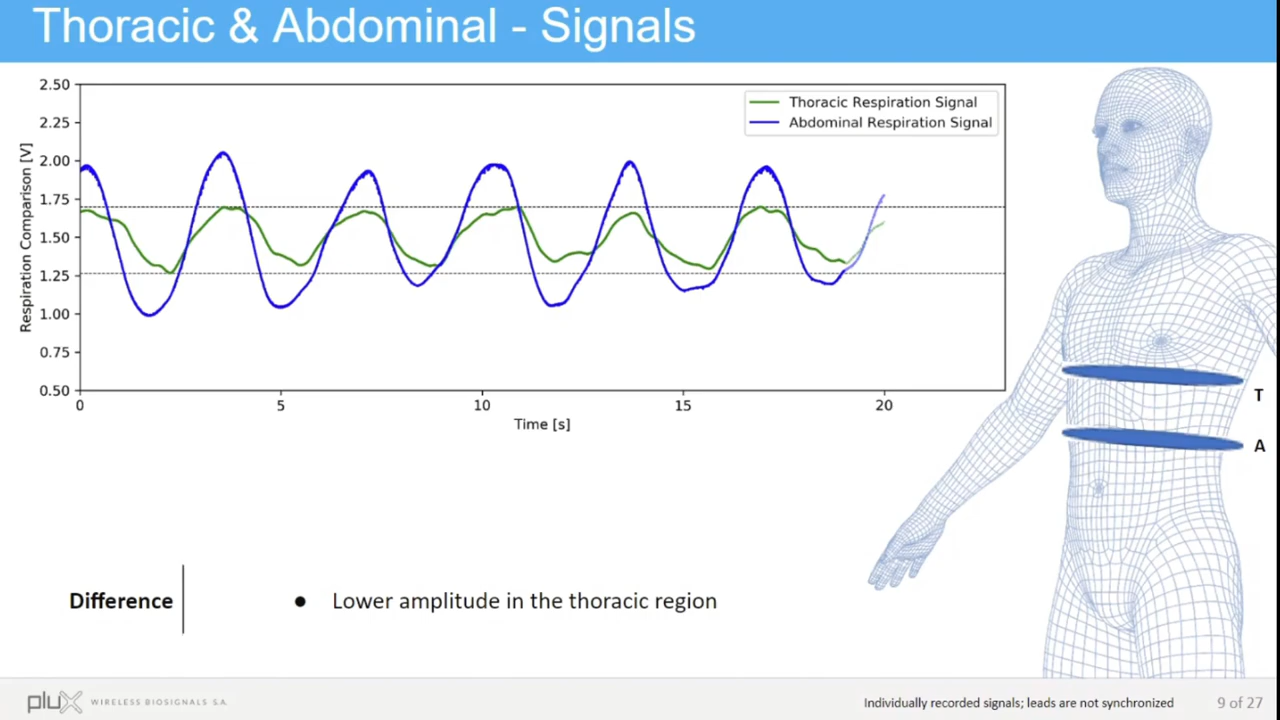 Thoracic & Abdominal - Signals
2.50
2.25
2.00
1.75
1.50
1.25
1.00
0.75
0.50
Respiration Comparison [V]
Thoracic Respiration Signal
Abdominal Respiration Signal
0 5 10 15 20
Time [s]
T
A
Difference
● Lower amplitude in the thoracic region
plux WIRELESS BIOSIGNALS S.A.
Individually recorded signals; leads are not synchronized
9 of 27